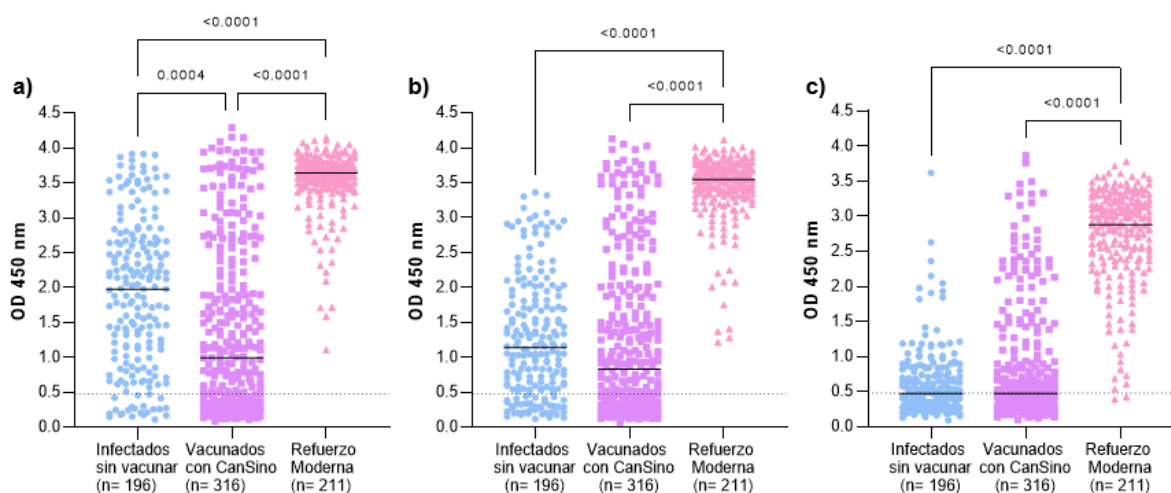 <0.0001
0.0004
<0.0001
a)
OD 450 nm
4.5
4.0
3.5
3.0
2.5
2.0
1.5
1.0
0.5
0.0
Infectados
sin vacunar
(n= 196)
Vacunados
con CanSino
(n= 316)
Refuerzo
Moderna
(n= 211)
<0.0001
<0.0001
b)
OD 450 nm
4.5
4.0
3.5
3.0
2.5
2.0
1.5
1.0
0.5
0.0
Infectados
sin vacunar
(n= 196)
Vacunados
con CanSino
(n= 316)
Refuerzo
Moderna
(n= 211)
<0.0001
<0.0001
c)
OD 450 nm
4.5
4.0
3.5
3.0
2.5
2.0
1.5
1.0
0.5
0.0
Infectados
sin vacunar
(n= 196)
Vacunados
con CanSino
(n= 316)
Refuerzo
Moderna
(n= 211)